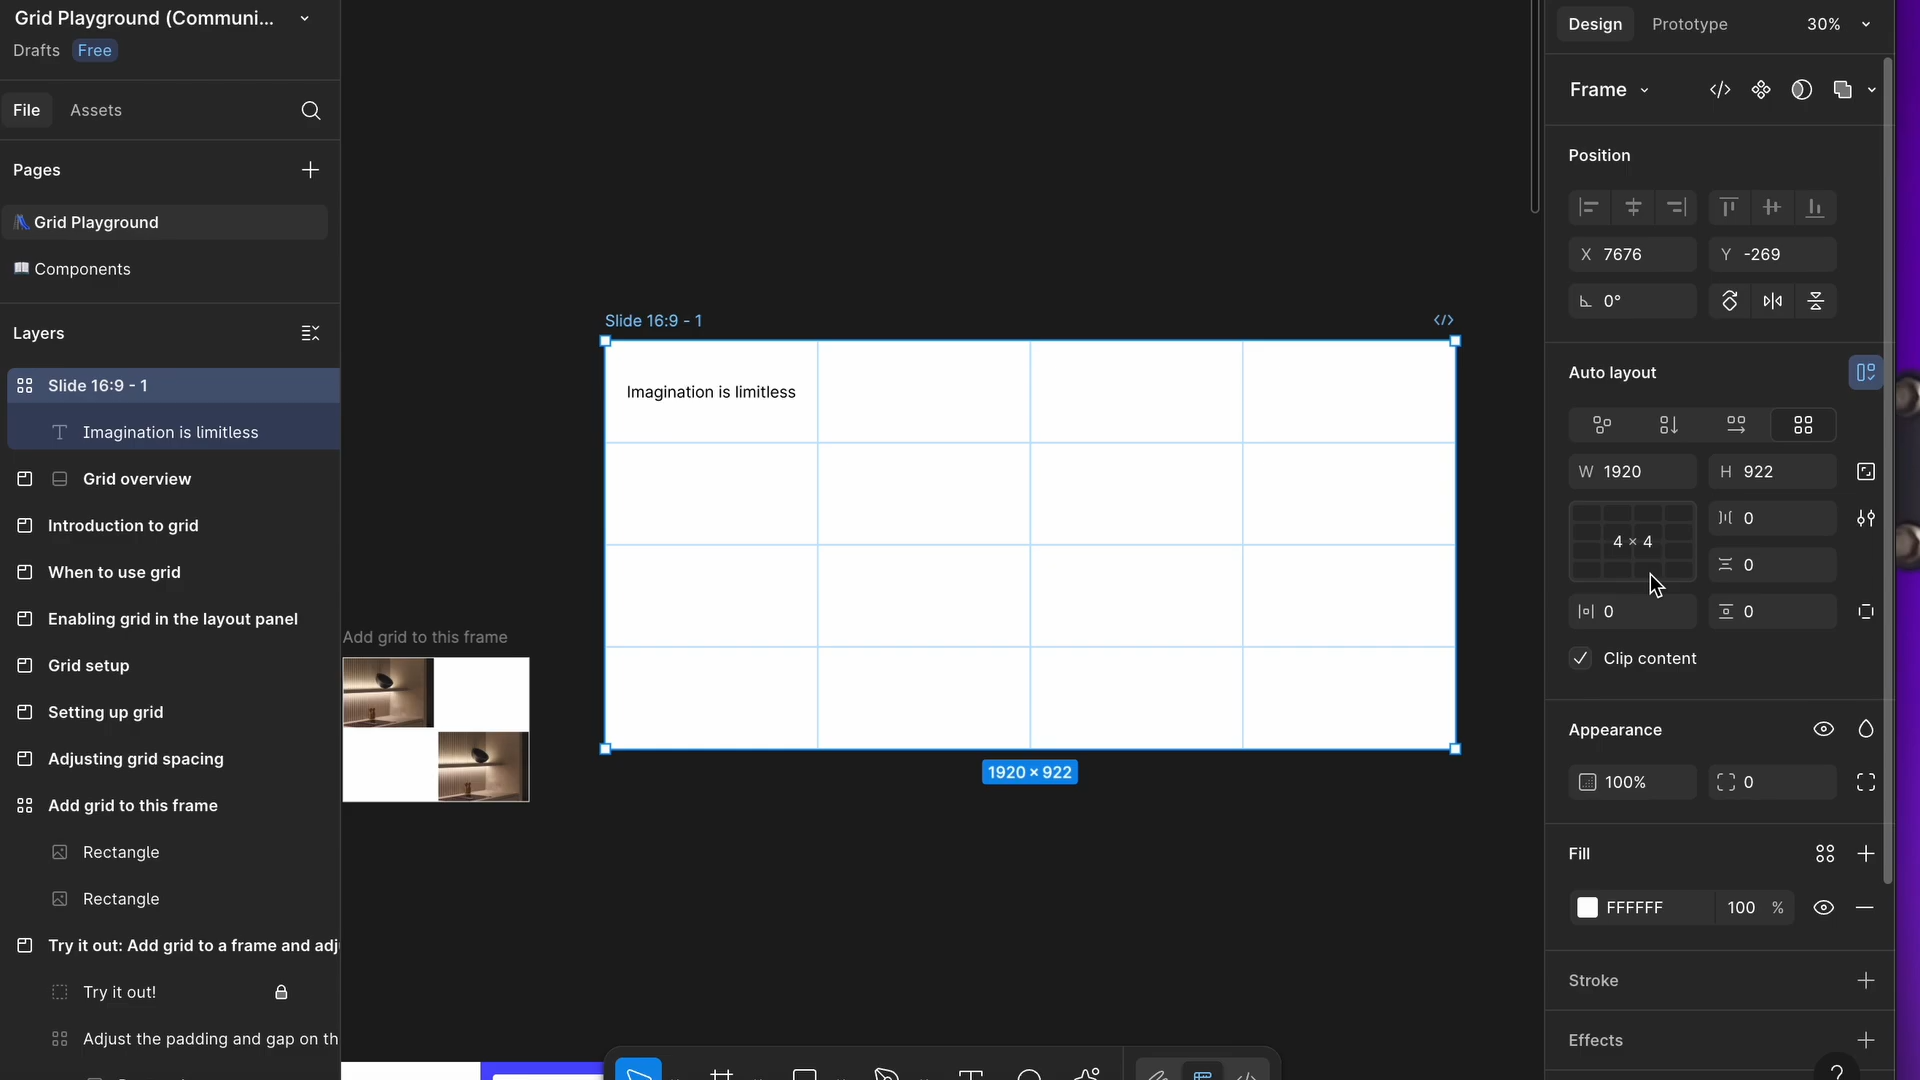 Grid Playground (Communi...
Drafts Free
File Assets
Pages
Grid Playground
Components
Layers
Slide 16:9 - 1
Imagination is limitless
Grid overview
Introduction to grid
When to use grid
Enabling grid in the layout panel
Grid setup
Setting up grid
Adjusting grid spacing
Add grid to this frame
Rectangle
Rectangle
Try it out: Add grid to a frame and adj
Try it out!
Adjust the padding and gap on th
Add grid to this frame
Slide 16:9 - 1
Imagination is limitless
1920 × 922
Design Prototype 30%
Frame
Position
X 7676 Y -269
0°
Auto layout
W 1920 H 922
4 × 4
0
0
0 0
Clip content
Appearance
100% 0
Fill
FFFFFF 100 %
Stroke
Effects
?